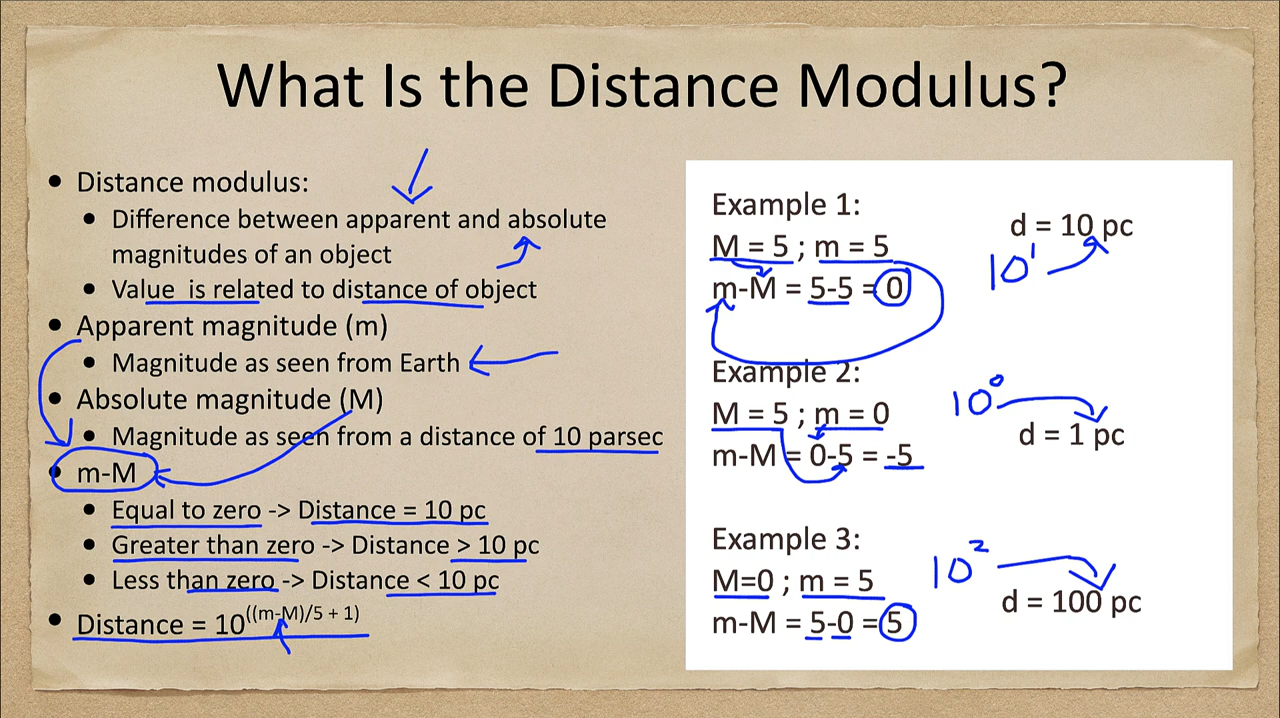 What Is the Distance Modulus?
• Distance modulus:
• Difference between apparent and absolute
magnitudes of an object
• Value is related to distance of object
• Apparent magnitude (m)
• Magnitude as seen from Earth
• Absolute magnitude (M)
• Magnitude as seen from a distance of 10 parsec
• m-M
• Equal to zero -> Distance = 10 pc
• Greater than zero -> Distance > 10 pc
• Less than zero -> Distance < 10 pc
• Distance = 10^((m-M)/5 + 1)
Example 1:
M = 5 ; m = 5
m-M = 5-5 = 0
d = 10 pc
10^1
Example 2:
M = 5 ; m = 0
m-M = 0-5 = -5
10^0
d = 1 pc
Example 3:
M=0 ; m = 5
m-M = 5-0 = 5
10^2
d = 100 pc